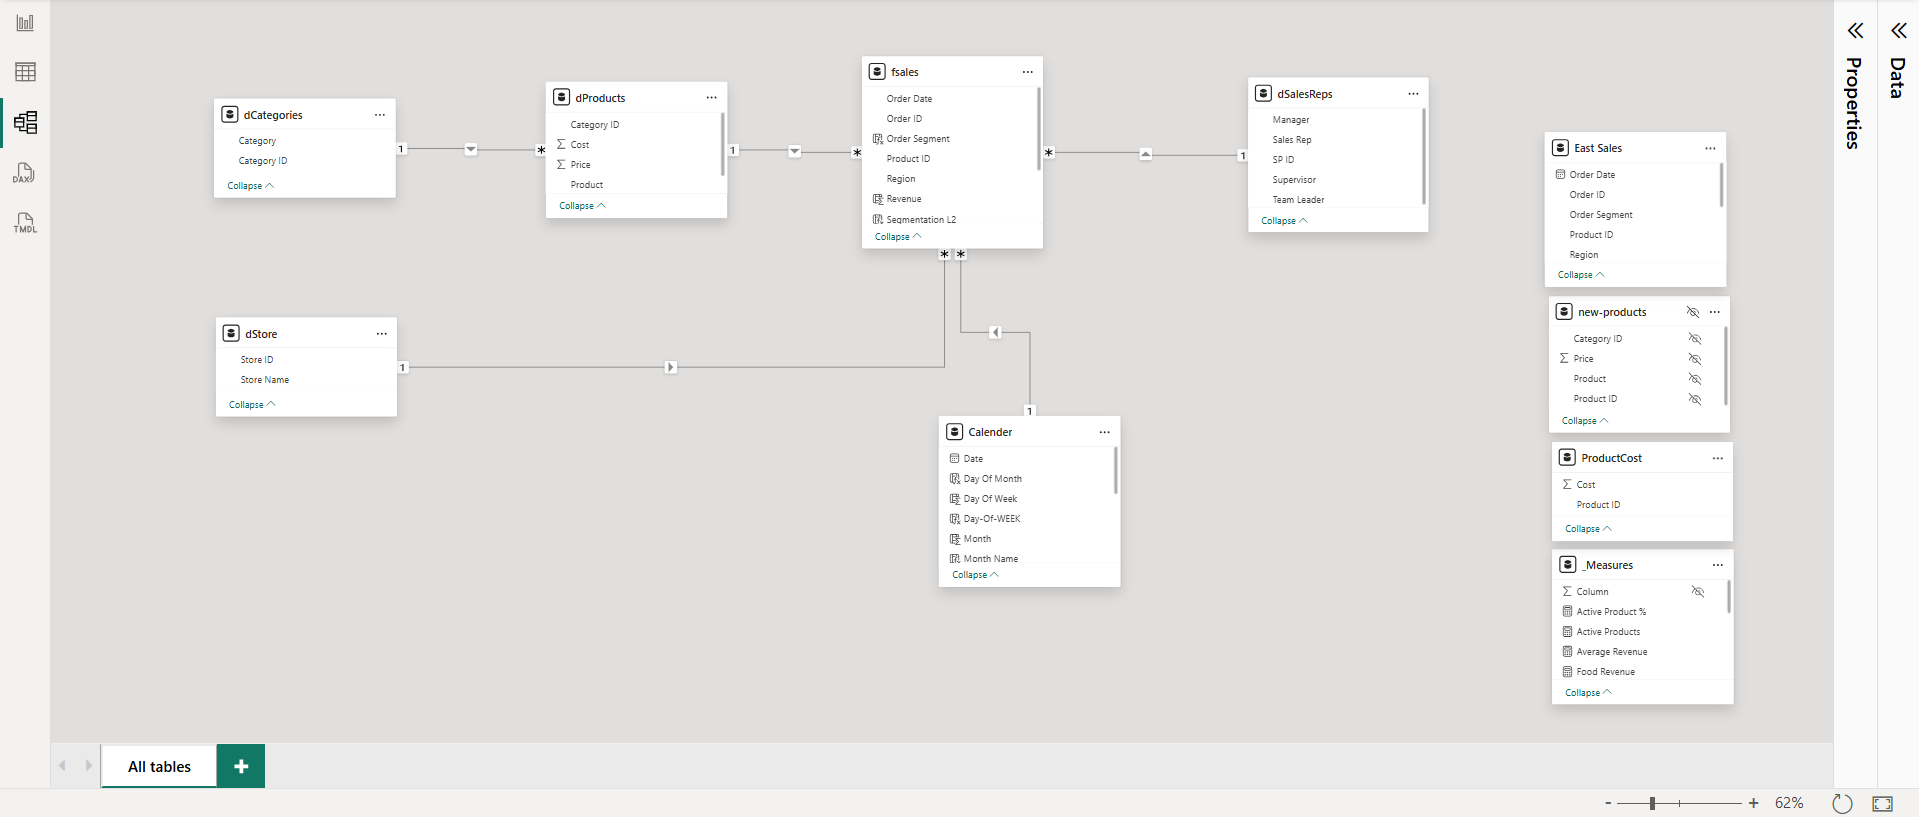 DAX
TMDL
dCategories
Category
Category ID
Collapse
1
*
dProducts
Category ID
Cost
Price
Product
Collapse
1
*
fsales
Order Date
Order ID
Order Segment
Product ID
Region
Revenue
Segmentation L2
Collapse
*
1
dSalesReps
Manager
Sales Rep
SP ID
Supervisor
Team Leader
Collapse
* *
dStore
Store ID
Store Name
Collapse
1
1
Calender
Date
Day Of Month
Day Of Week
Day-Of-WEEK
Month
Month Name
Collapse
East Sales
Order Date
Order ID
Order Segment
Product ID
Region
Collapse
new-products
Category ID
Price
Product
Product ID
Collapse
ProductCost
Cost
Product ID
Collapse
_Measures
Column
Active Product %
Active Products
Average Revenue
Food Revenue
Collapse
Properties
Data
All tables
+
- + 62%